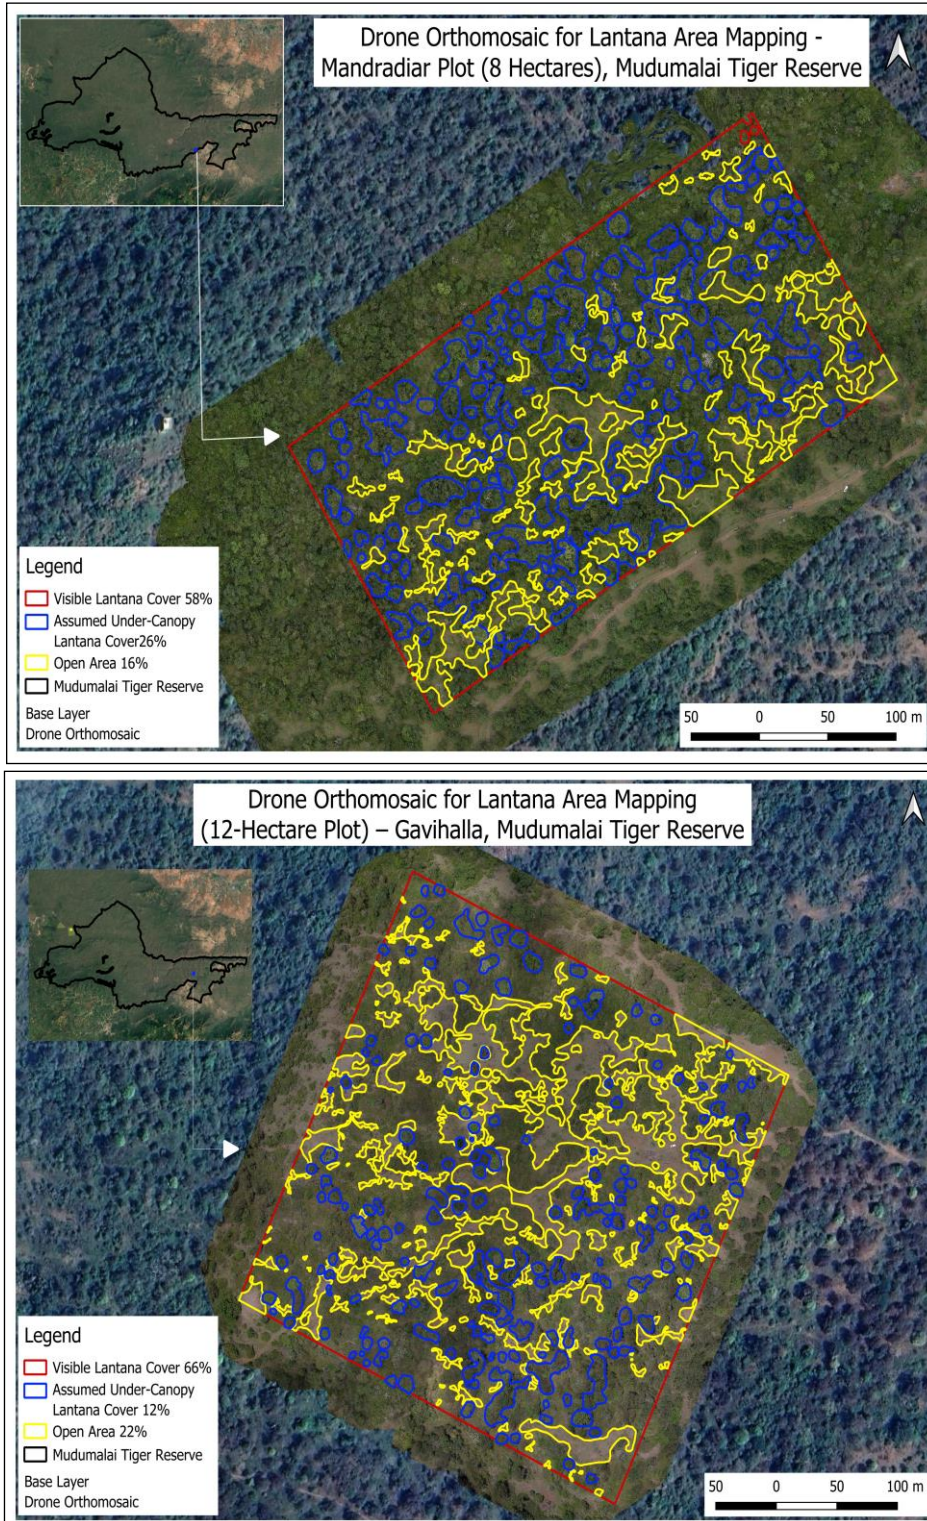 Drone Orthomosaic for Lantana Area Mapping -
Mandradiar Plot (8 Hectares), Mudumalai Tiger Reserve
Legend
Visible Lantana Cover 58%
Assumed Under-Canopy
Lantana Cover26%
Open Area 16%
Mudumalai Tiger Reserve
Base Layer
Drone Orthomosaic
50 0 50 100 m
Drone Orthomosaic for Lantana Area Mapping
(12-Hectare Plot) – Gavihalla, Mudumalai Tiger Reserve
Legend
Visible Lantana Cover 66%
Assumed Under-Canopy
Lantana Cover 12%
Open Area 22%
Mudumalai Tiger Reserve
Base Layer
Drone Orthomosaic
50 0 50 100 m